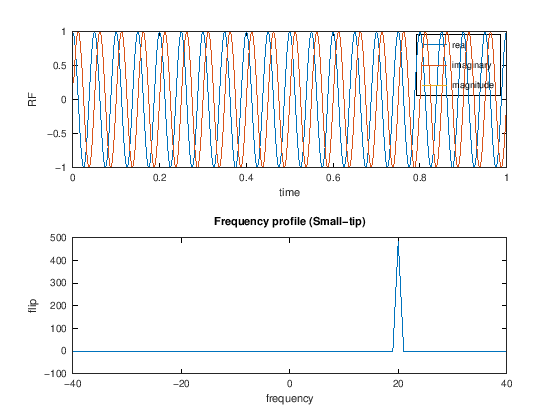 1
0.5
0
−0.5
−1
RF
real
imaginary
magnitude
0 0.2 0.4 0.6 0.8 1
time
Frequency profile (Small−tip)
500
400
300
200
100
0
−100
flip
−40 −20 0 20 40
frequency